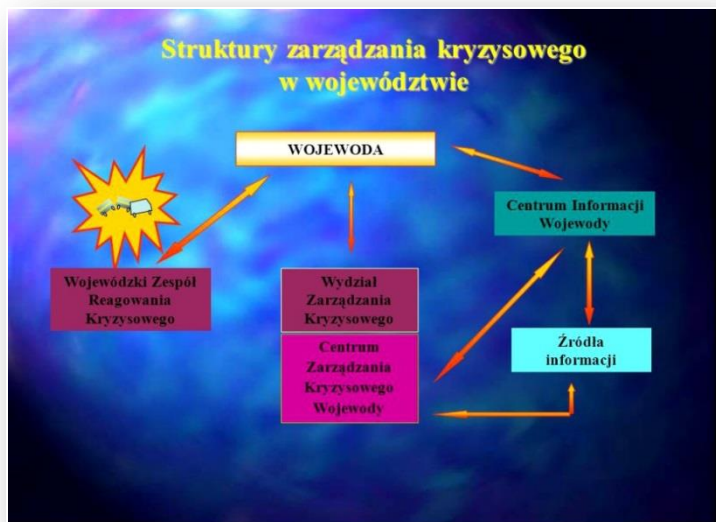 Struktury zarządzania kryzysowego
w województwie
WOJEWODA
Centrum Informacji
Wojewody
Wojewódzki Zespół
Reagowania
Kryzysowego
Wydział
Zarządzania
Kryzysowego
Centrum
Zarządzania
Kryzysowego
Wojewody
Źródła
informacji